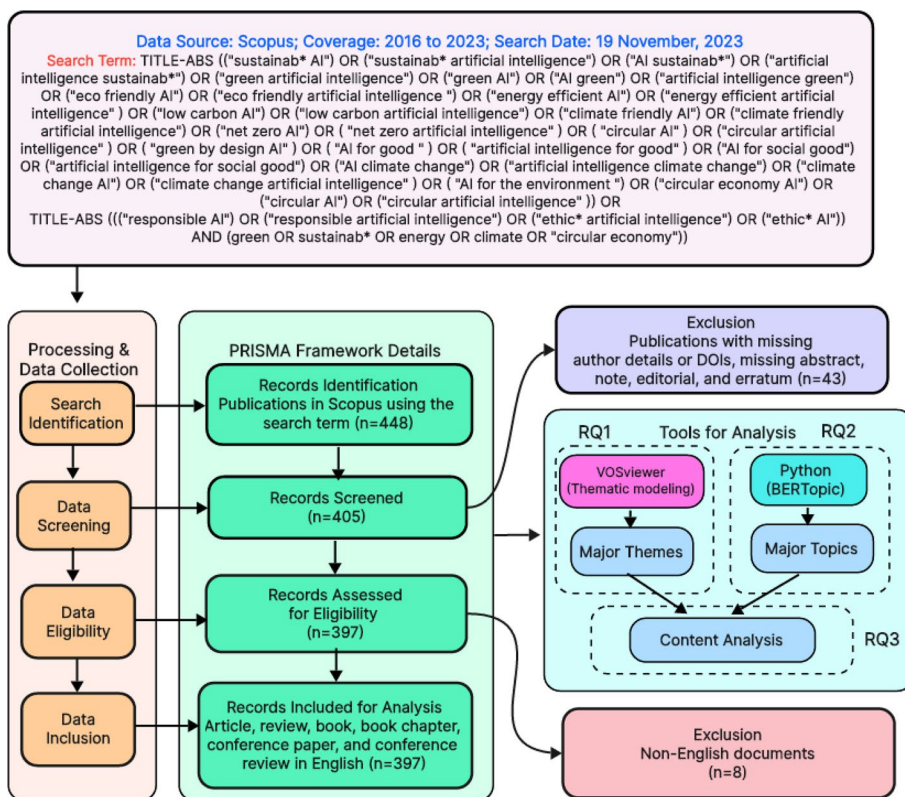 Data Source: Scopus; Coverage: 2016 to 2023; Search Date: 19 November, 2023
Search Term: TITLE-ABS (("sustainab* AI") OR ("sustainab* artificial intelligence") OR ("AI sustainab*") OR ("artificial
intelligence sustainab*") OR ("green artificial intelligence") OR ("green AI") OR ("AI green") OR ("artificial intelligence green")
OR ("eco friendly AI") OR ("eco friendly artificial intelligence ") OR ("energy efficient AI") OR ("energy efficient artificial
intelligence" ) OR ("low carbon AI") OR ("low carbon artificial intelligence") OR ("climate friendly AI") OR ("climate
friendly artificial intelligence") OR ("net zero AI") OR ( "net zero artificial intelligence" ) OR ( "circular AI" ) OR ("circular artificial
intelligence" ) OR ( "green by design AI" ) OR ( "AI for good" ) OR ( "artificial intelligence for good" ) OR ("AI for social good")
OR ("artificial intelligence for social good") OR ("AI climate change") OR ("artificial intelligence climate change") OR ("climate
change AI") OR ("climate change artificial intelligence" ) OR ( "AI for the environment ") OR ("circular economy AI") OR
("circular AI") OR ("circular artificial intelligence" )) OR
TITLE-ABS ((("responsible AI") OR ("responsible artificial intelligence") OR ("ethic* artificial intelligence") OR ("ethic* AI"))
AND (green OR sustainab* OR energy OR climate OR "circular economy"))
Processing &
Data Collection
Search
Identification
Data
Screening
Data
Eligibility
Data
Inclusion
PRISMA Framework Details
Records Identification
Publications in Scopus using the
search term (n=448)
Records Screened
(n=405)
Records Assessed
for Eligibility
(n=397)
Records Included for Analysis
Article, review, book, book chapter,
conference paper, and conference
review in English (n=397)
Exclusion
Publications with missing
author details or DOIs, missing abstract,
note, editorial, and erratum (n=43)
RQ1 Tools for Analysis RQ2
VOSviewer
(Thematic modeling)
Python
(BERTopic)
Major Themes
Major Topics
Content Analysis
RQ3
Exclusion
Non-English documents
(n=8)